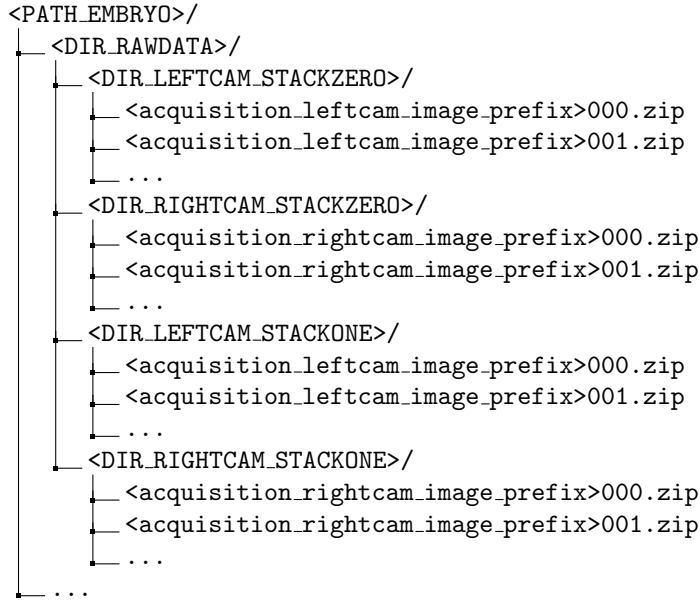 <PATH_EMBRYO>/
<DIR_RAWDATA>/
<DIR_LEFTCAM_STACKZERO>/
<acquisition_leftcam_image_prefix>000.zip
<acquisition_leftcam_image_prefix>001.zip
...
<DIR_RIGHTCAM_STACKZERO>/
<acquisition_rightcam_image_prefix>000.zip
<acquisition_rightcam_image_prefix>001.zip
...
<DIR_LEFTCAM_STACKONE>/
<acquisition_leftcam_image_prefix>000.zip
<acquisition_leftcam_image_prefix>001.zip
...
<DIR_RIGHTCAM_STACKONE>/
<acquisition_rightcam_image_prefix>000.zip
<acquisition_rightcam_image_prefix>001.zip
...
...